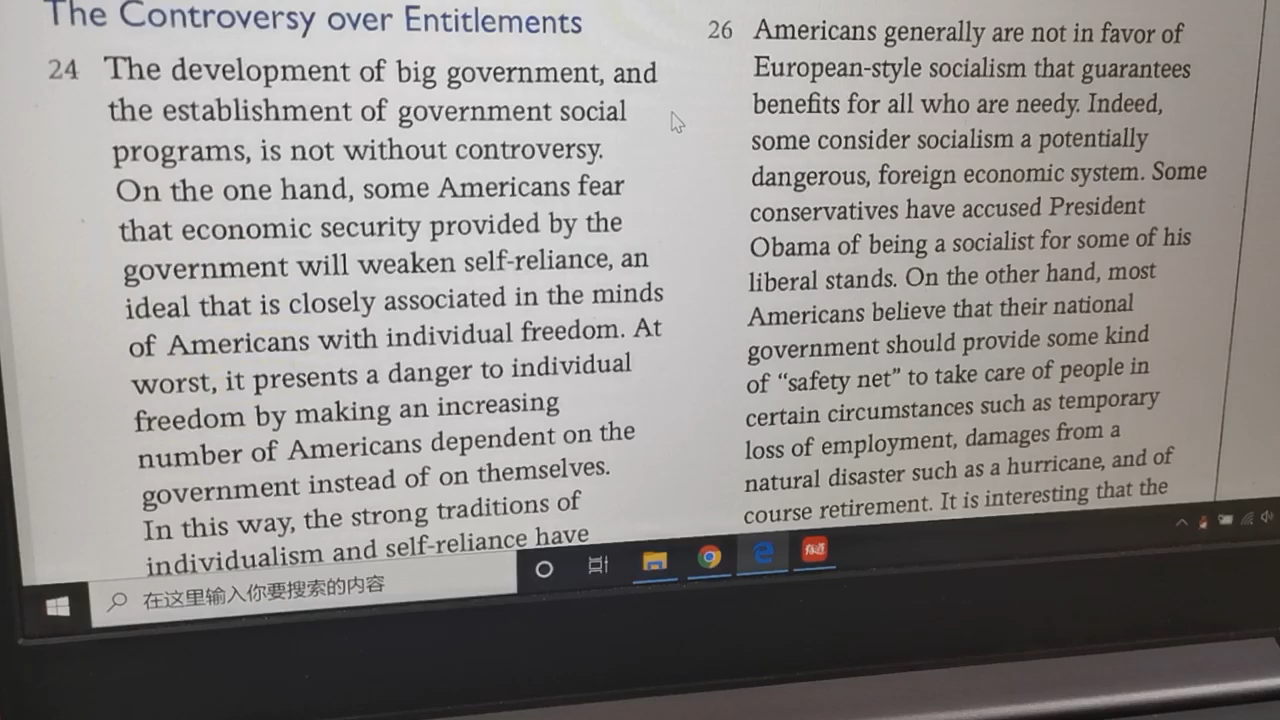 The Controversy over Entitlements
24 The development of big government, and
the establishment of government social
programs, is not without controversy.
On the one hand, some Americans fear
that economic security provided by the
government will weaken self-reliance, an
ideal that is closely associated in the minds
of Americans with individual freedom. At
worst, it presents a danger to individual
freedom by making an increasing
number of Americans dependent on the
government instead of on themselves.
In this way, the strong traditions of
individualism and self-reliance have
26 Americans generally are not in favor of
European-style socialism that guarantees
benefits for all who are needy. Indeed,
some consider socialism a potentially
dangerous, foreign economic system. Some
conservatives have accused President
Obama of being a socialist for some of his
liberal stands. On the other hand, most
Americans believe that their national
government should provide some kind
of “safety net” to take care of people in
certain circumstances such as temporary
loss of employment, damages from a
natural disaster such as a hurricane, and of
course retirement. It is interesting that the
在这里输入你要搜索的内容
有道